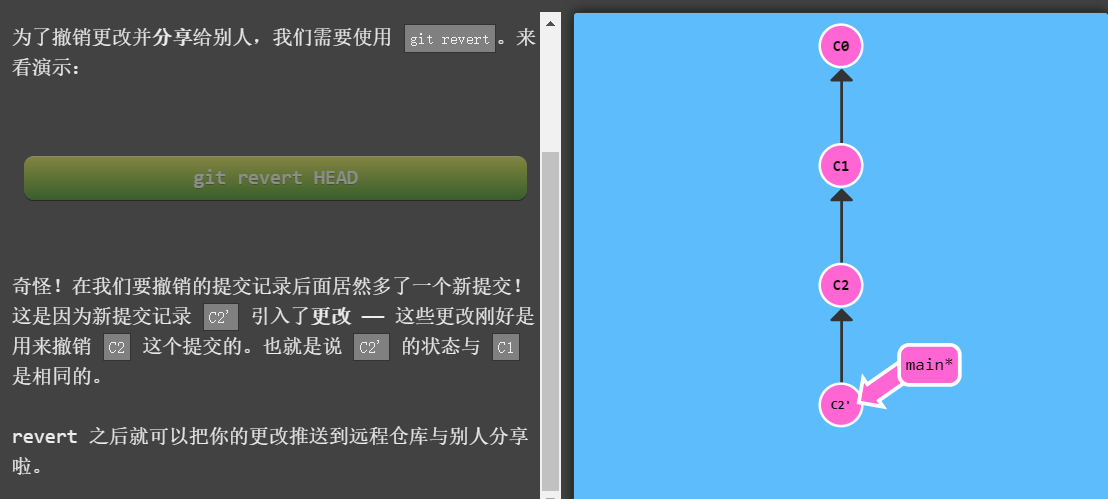 为了撤销更改并分享给别人，我们需要使用 git revert。来
看演示：
git revert HEAD
奇怪！在我们要撤销的提交记录后面居然多了一个新提交！
这是因为新提交记录 C2' 引入了更改 —— 这些更改刚好是
用来撤销 C2 这个提交的。也就是说 C2' 的状态与 C1
是相同的。
revert 之后就可以把你的更改推送到远程仓库与别人分享
啦。
C0
C1
C2
main*
C2'